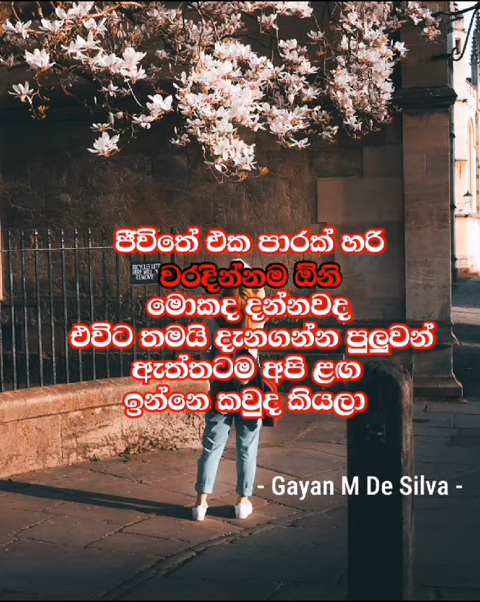 ජීවිතේ එක පාරක් හරි
වරදින්නම ඕනි
මොකද දන්නවද
එවිට තමයි දැනගන්න පුලුවන්
ඇත්තටම අපි ළඟ
ඉන්නෙ කවුද කියලා
- Gayan M De Silva -